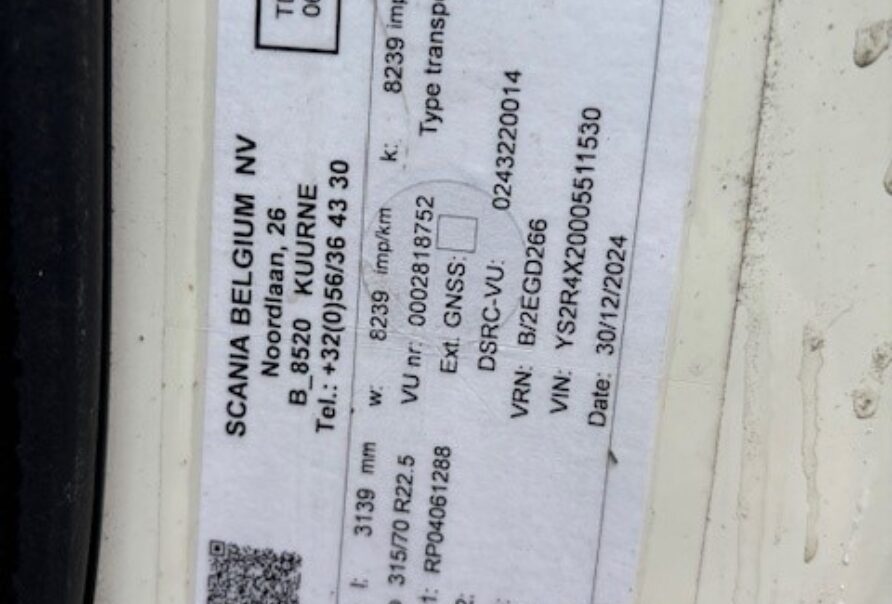 SCANIA BELGIUM NV
Noordlaan, 26
B_8520 KUURNE
Tel.: +32(0)56/36 43 30
l: 3139 mm w: 8239 imp/km k: 8239 imp
315/70 R22.5 VU nr: 0002818752 Type transp
1: RP04061288 Ext. GNSS:
DSRC-VU: 0243220014
VRN: B/2EGD266
VIN: YS2R4X20005511530
Date: 30/12/2024